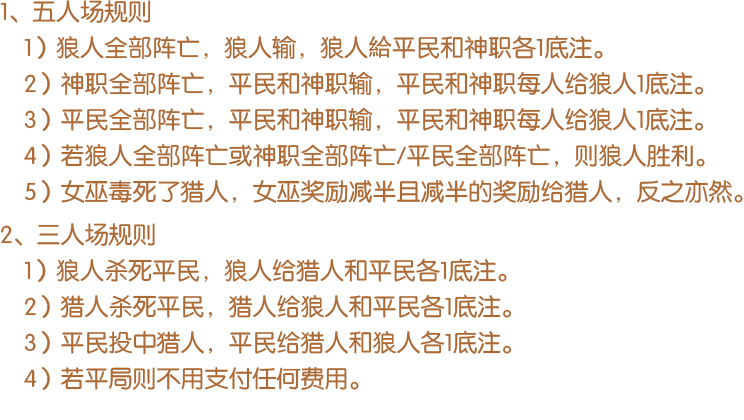 1、五人场规则
1）狼人全部阵亡，狼人输，狼人給平民和神职各1底注。
2）神职全部阵亡，平民和神职输，平民和神职每人给狼人1底注。
3）平民全部阵亡，平民和神职输，平民和神职每人给狼人1底注。
4）若狼人全部阵亡或神职全部阵亡/平民全部阵亡，则狼人胜利。
5）女巫毒死了猎人，女巫奖励减半且减半的奖励给猎人，反之亦然。
2、三人场规则
1）狼人杀死平民，狼人给猎人和平民各1底注。
2）猎人杀死平民，猎人给狼人和平民各1底注。
3）平民投中猎人，平民给猎人和狼人各1底注。
4）若平局则不用支付任何费用。